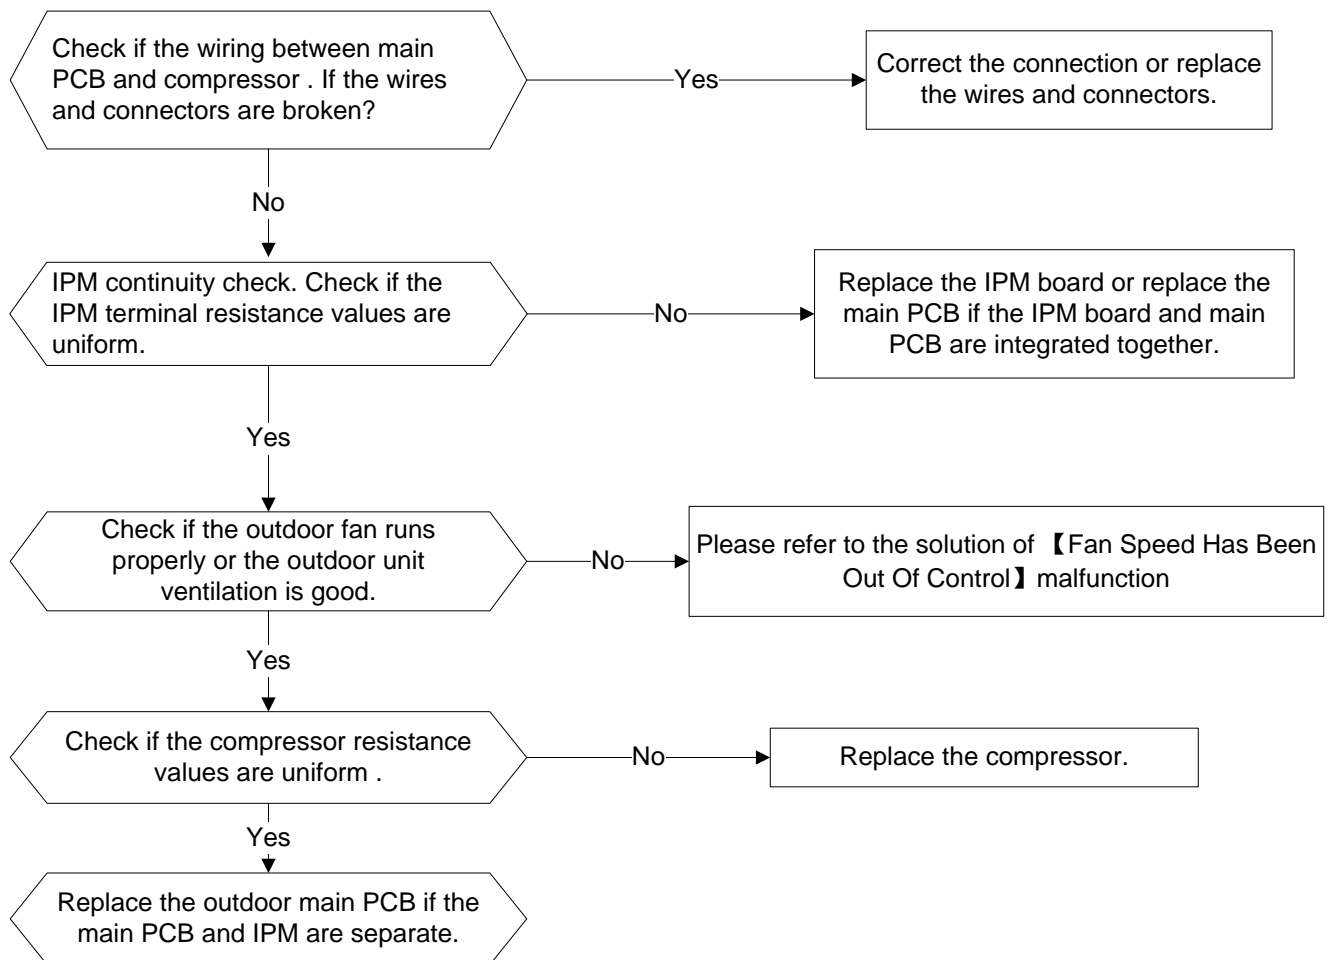 Check if the wiring between main
PCB and compressor . If the wires
and connectors are broken?
Yes
Correct the connection or replace
the wires and connectors.
No
IPM continuity check. Check if the
IPM terminal resistance values are
uniform.
No
Replace the IPM board or replace the
main PCB if the IPM board and main
PCB are integrated together.
Yes
Check if the outdoor fan runs
properly or the outdoor unit
ventilation is good.
No
Please refer to the solution of 【Fan Speed Has Been
Out Of Control】malfunction
Yes
Check if the compressor resistance
values are uniform .
No
Replace the compressor.
Yes
Replace the outdoor main PCB if the
main PCB and IPM are separate.